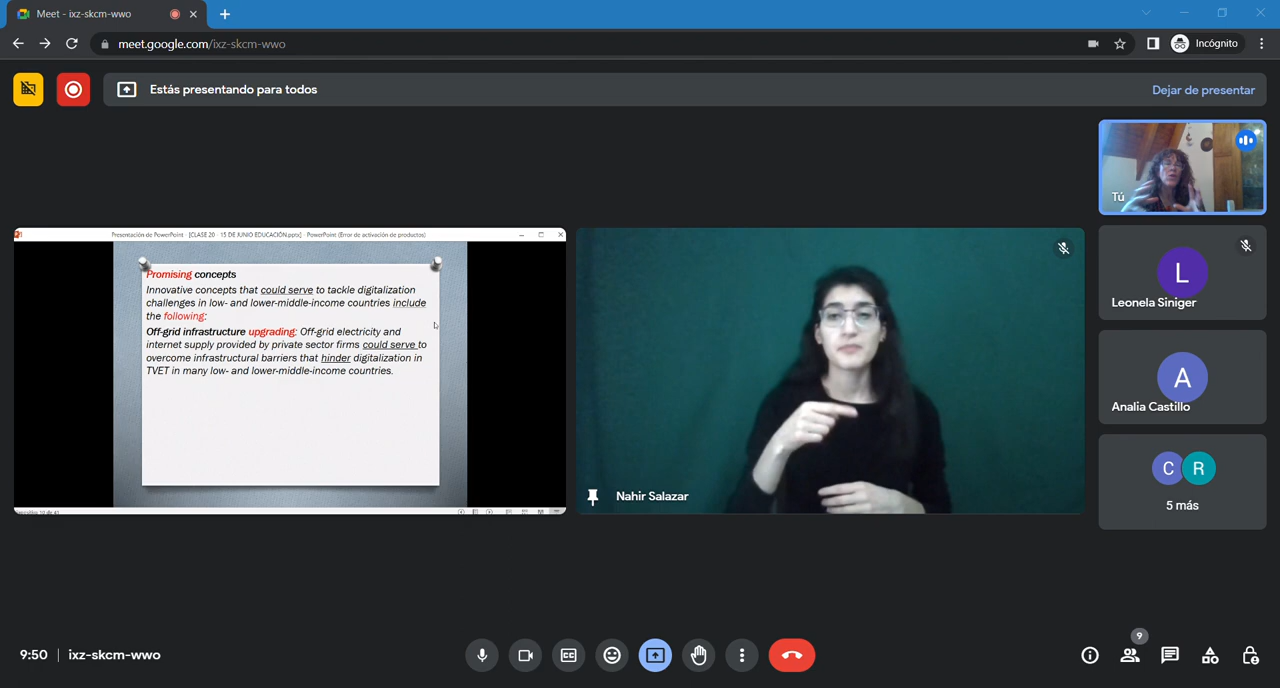 Meet - ixz-skcm-wwo
meet.google.com/ixz-skcm-wwo
Incógnito
Estás presentando para todos
Dejar de presentar
Tú
Presentación de PowerPoint - [CLASE 20 - 15 DE JUNIO EDUCACIÓN.pptx] - PowerPoint (Error de activación de productos)
Promising concepts
Innovative concepts that could serve to tackle digitalization
challenges in low- and lower-middle-income countries include
the following:
Off-grid infrastructure upgrading: Off-grid electricity and
internet supply provided by private sector firms could serve to
overcome infrastructural barriers that hinder digitalization in
TVET in many low- and lower-middle-income countries.
Nahir Salazar
L
Leonela Siniger
A
Analia Castillo
C R
5 más
9:50 | ixz-skcm-wwo
9